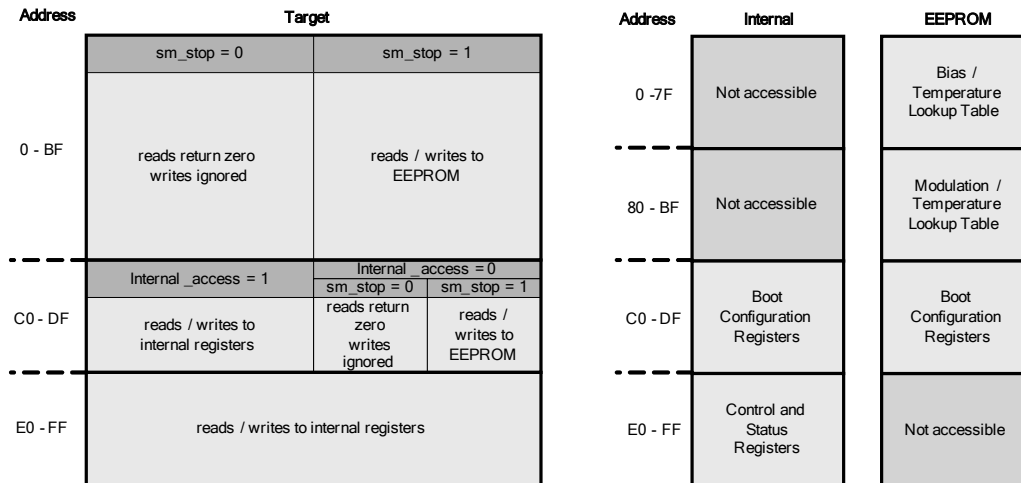 Address
Target
sm_stop = 0
sm_stop = 1
0 - BF
reads return zero
writes ignored
reads / writes to
EEPROM
Internal _access = 1
Internal _access = 0
sm_stop = 0
sm_stop = 1
C0 - DF
reads / writes to
internal registers
reads return
zero
writes
ignored
reads /
writes to
EEPROM
E0 - FF
reads / writes to internal registers
Address
Internal
EEPROM
0 -7F
Not accessible
Bias /
Temperature
Lookup Table
80 - BF
Not accessible
Modulation /
Temperature
Lookup Table
C0 - DF
Boot
Configuration
Registers
Boot
Configuration
Registers
E0 - FF
Control and
Status
Registers
Not accessible